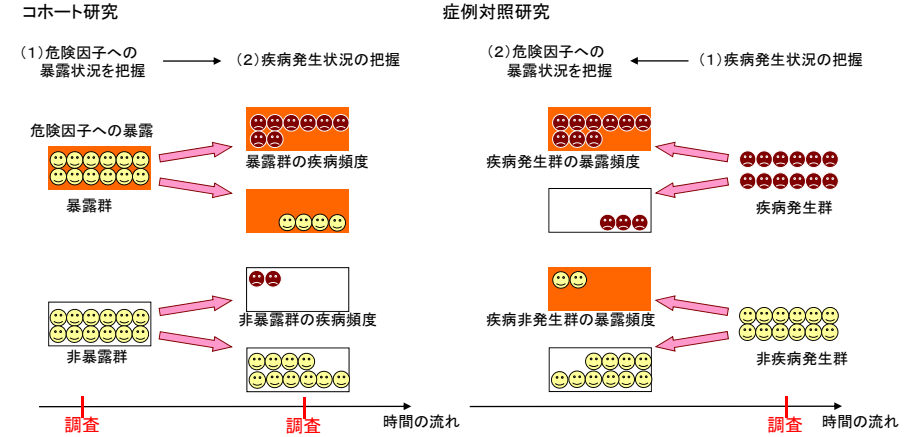 コホート研究
(1)危険因子への
暴露状況を把握
(2)疾病発生状況の把握
危険因子への暴露
暴露群
暴露群の疾病頻度
非暴露群の疾病頻度
非暴露群
調査
調査
時間の流れ
症例対照研究
(2)危険因子への
暴露状況を把握
(1)疾病発生状況の把握
疾病発生群の暴露頻度
疾病発生群
疾病非発生群の暴露頻度
非疾病発生群
調査
時間の流れ